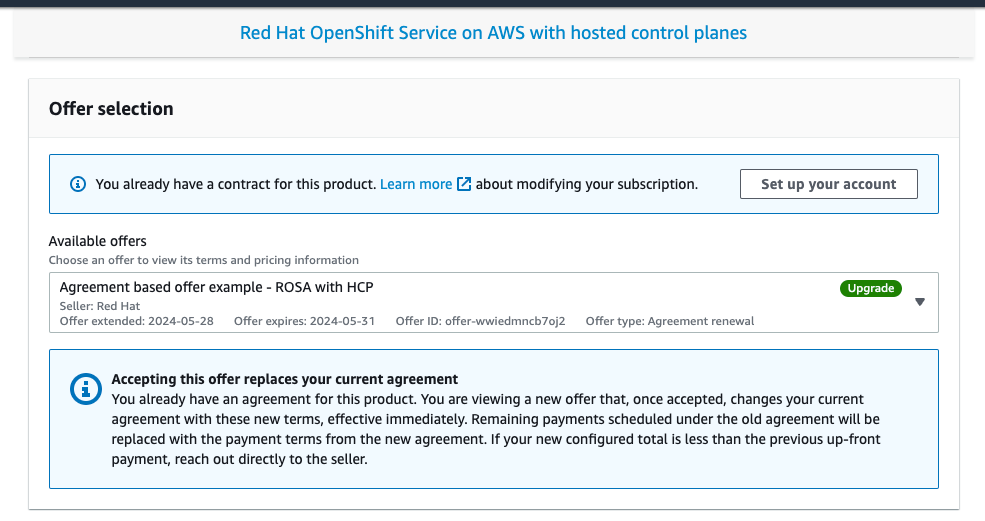 Red Hat OpenShift Service on AWS with hosted control planes
Offer selection
You already have a contract for this product. Learn more about modifying your subscription.
Set up your account
Available offers
Choose an offer to view its terms and pricing information
Agreement based offer example - ROSA with HCP
Upgrade
Seller: Red Hat
Offer extended: 2024-05-28 Offer expires: 2024-05-31 Offer ID: offer-wwiedmncb7oj2 Offer type: Agreement renewal
Accepting this offer replaces your current agreement
You already have an agreement for this product. You are viewing a new offer that, once accepted, changes your current
agreement with these new terms, effective immediately. Remaining payments scheduled under the old agreement will be
replaced with the payment terms from the new agreement. If your new configured total is less than the previous up-front
payment, reach out directly to the seller.